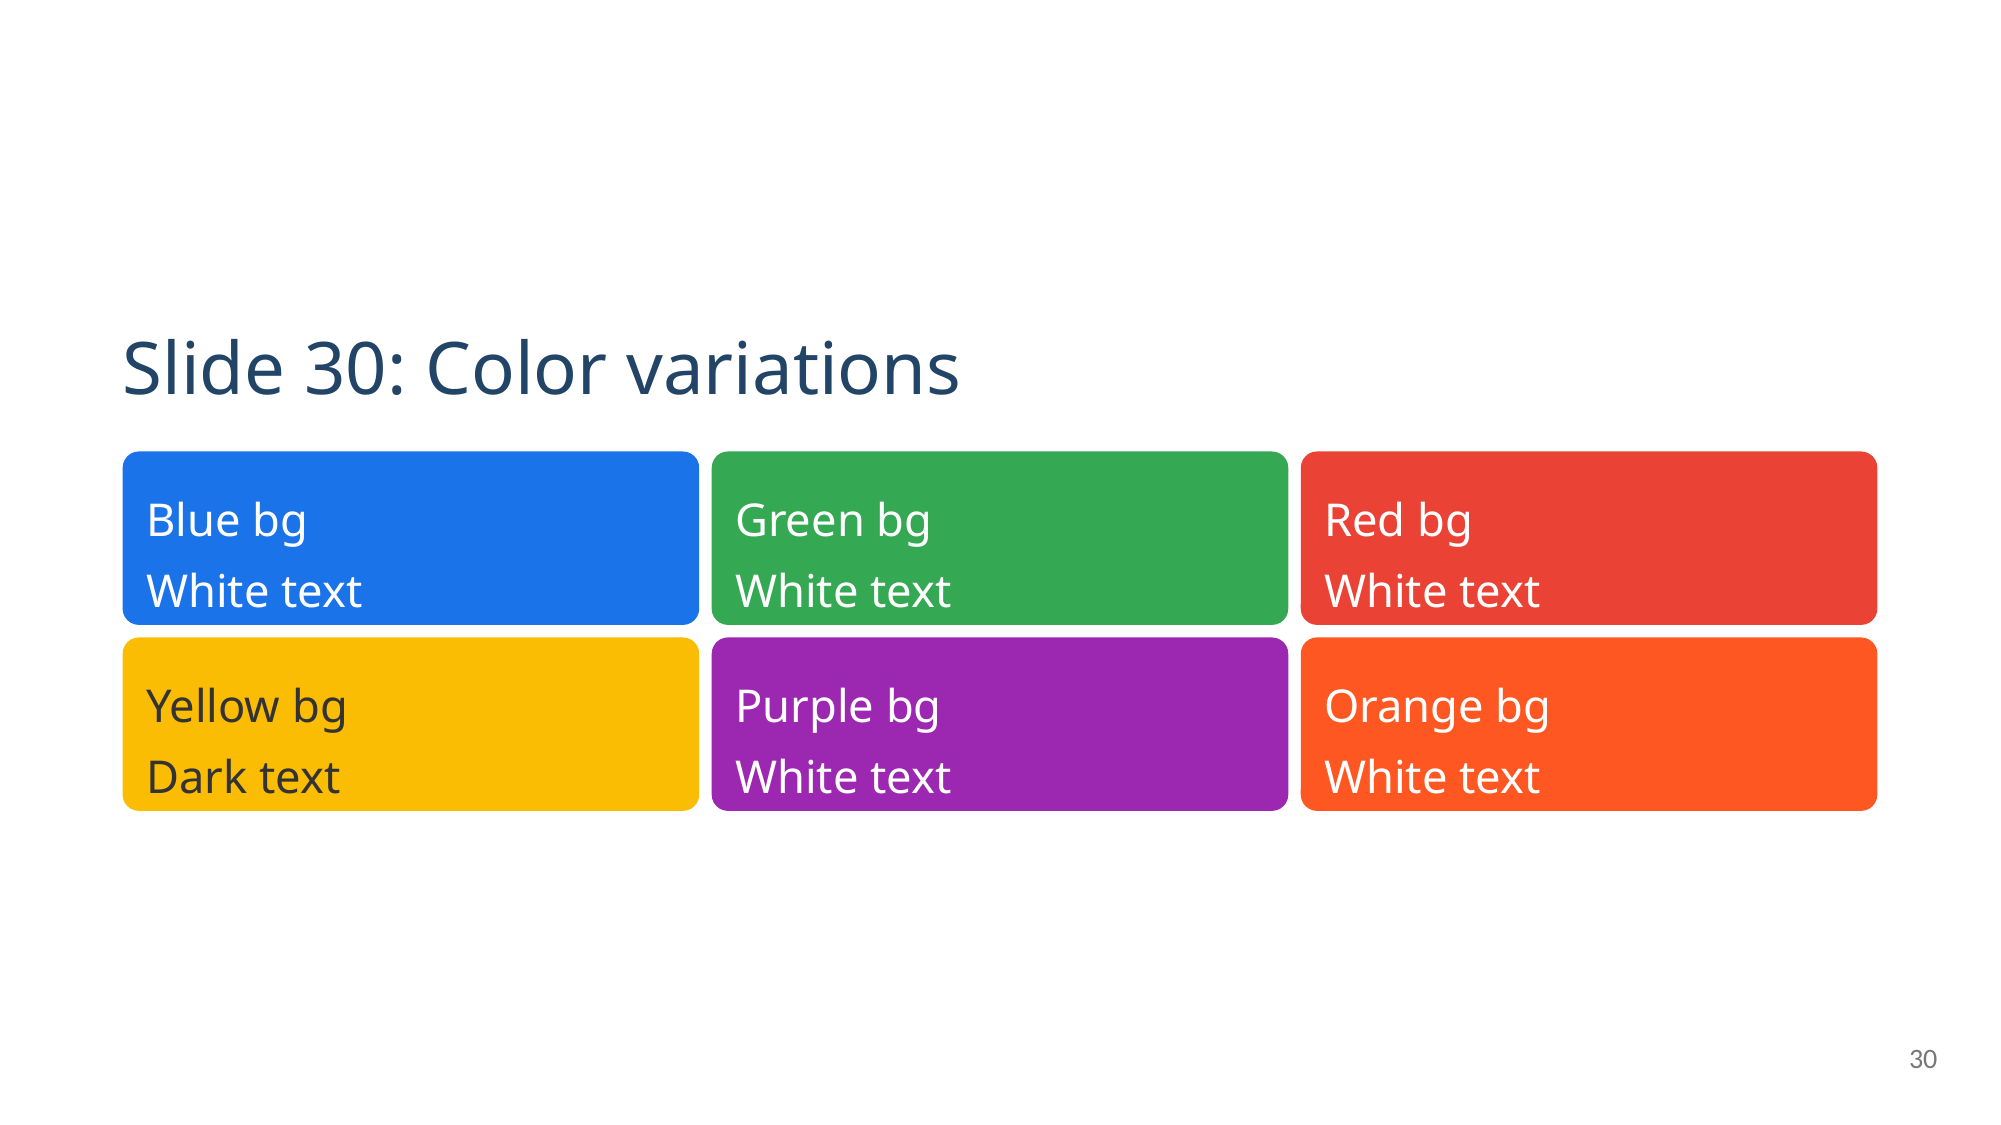 Slide 30: Color variations
Blue bg
White text
Green bg
White text
Red bg
White text
Yellow bg
Dark text
Purple bg
White text
Orange bg
White text
30